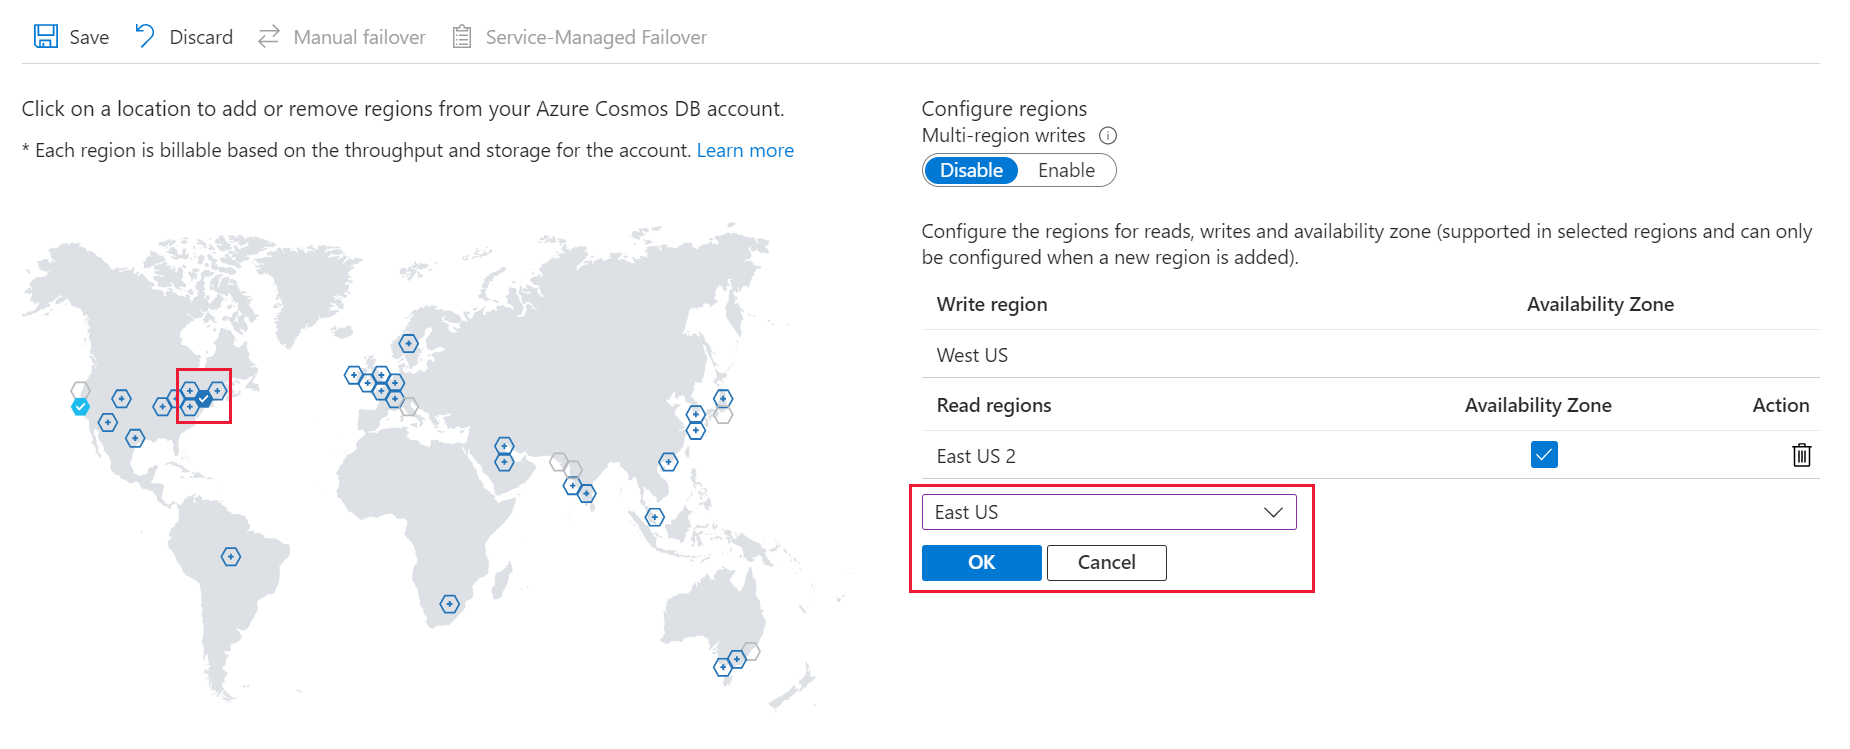 Save Discard Manual failover Service-Managed Failover
Click on a location to add or remove regions from your Azure Cosmos DB account.
* Each region is billable based on the throughput and storage for the account. Learn more
Configure regions
Multi-region writes
Disable Enable
Configure the regions for reads, writes and availability zone (supported in selected regions and can only
be configured when a new region is added).
Write region Availability Zone
West US
Read regions Availability Zone Action
East US 2
East US
OK Cancel